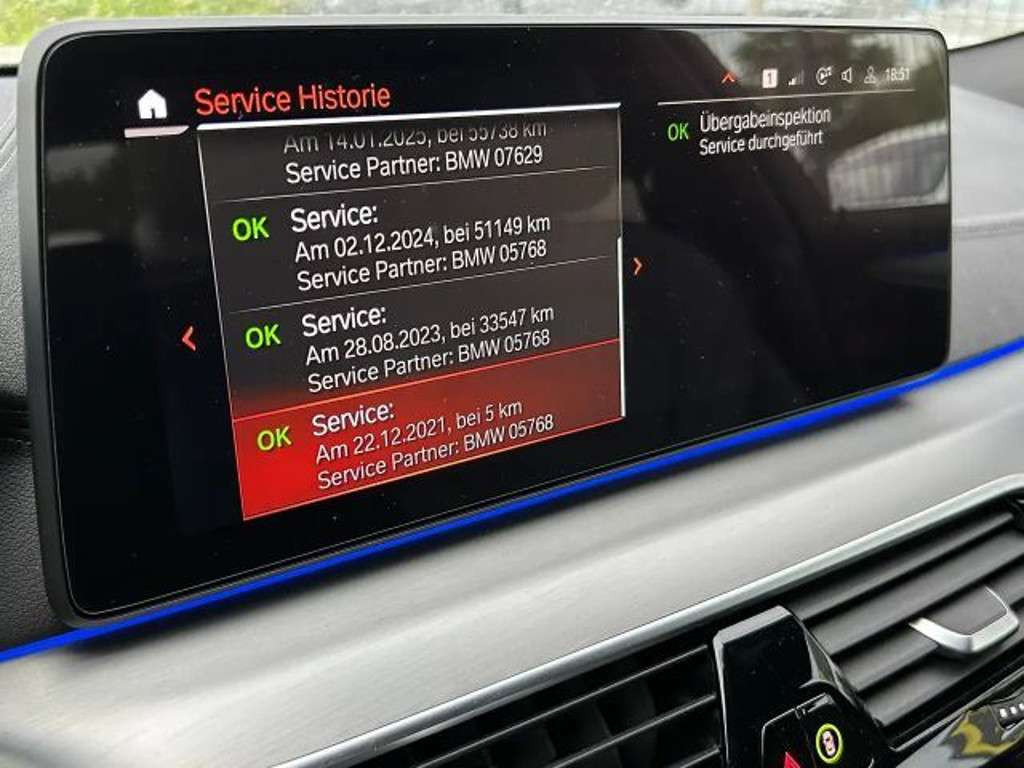 Service Historie
1
18:51
Am 14.01.2025, bei 55738 km
Service Partner: BMW 07629
OK Service:
Am 02.12.2024, bei 51149 km
Service Partner: BMW 05768
OK Service:
Am 28.08.2023, bei 33547 km
Service Partner: BMW 05768
OK Service:
Am 22.12.2021, bei 5 km
Service Partner: BMW 05768
OK Übergabeinspektion
Service durchgeführt